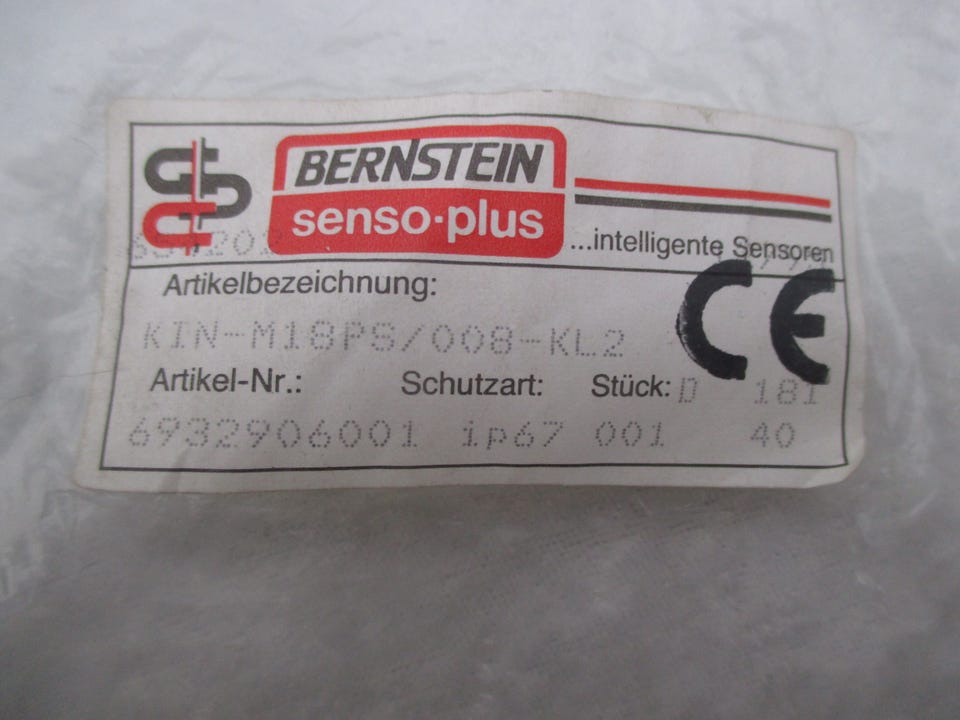 BERNSTEIN
senso·plus
...intelligente Sensoren
Artikelbezeichnung:
CE
KIN-M18PS/008-KL2
Artikel-Nr.: Schutzart: Stück: D 181
6932906001 ip67 001 40